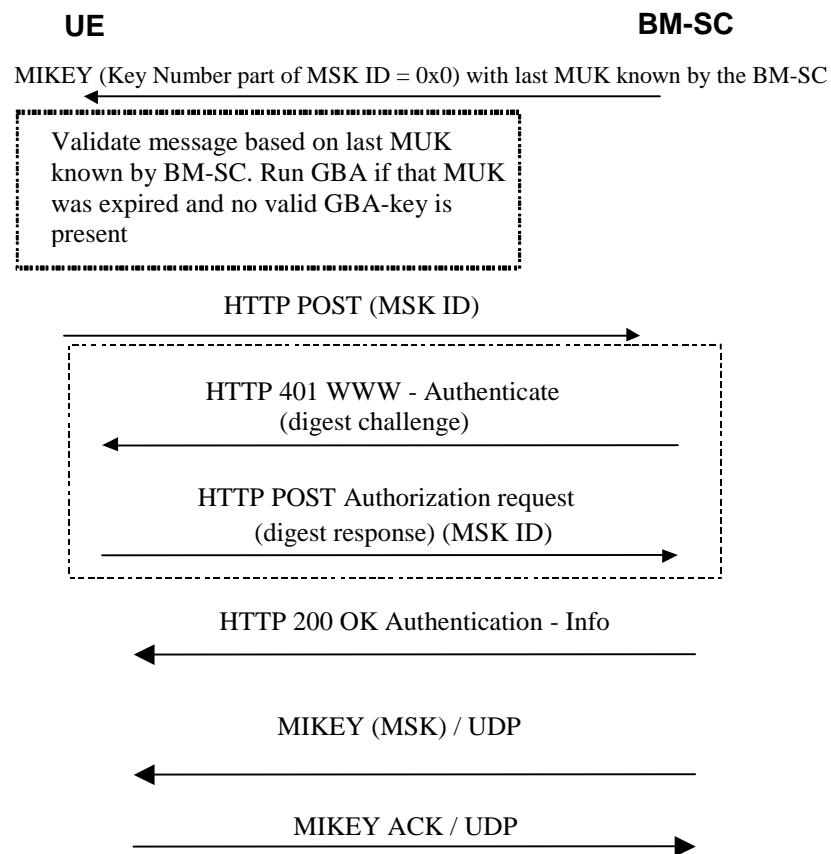 UE BM-SC
MIKEY (Key Number part of MSK ID = 0x0) with last MUK known by the BM-SC
Validate message based on last MUK
known by BM-SC. Run GBA if that MUK
was expired and no valid GBA-key is
present
HTTP POST (MSK ID)
HTTP 401 WWW - Authenticate
(digest challenge)
HTTP POST Authorization request
(digest response) (MSK ID)
HTTP 200 OK Authentication - Info
MIKEY (MSK) / UDP
MIKEY ACK / UDP